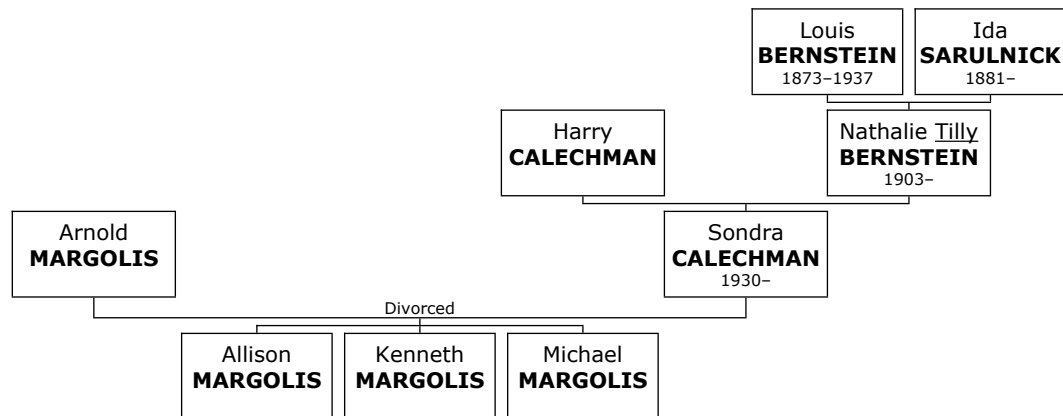 Louis
BERNSTEIN
1873–1937
Ida
SARULNICK
1881–
Harry
CALECHMAN
Nathalie Tilly
BERNSTEIN
1903–
Arnold
MARGOLIS
Sondra
CALECHMAN
1930–
Divorced
Allison
MARGOLIS
Kenneth
MARGOLIS
Michael
MARGOLIS